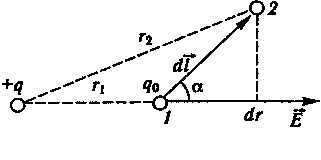 2
r₂
dl⃗
+q
r₁
q₀
α
1
dr
E⃗